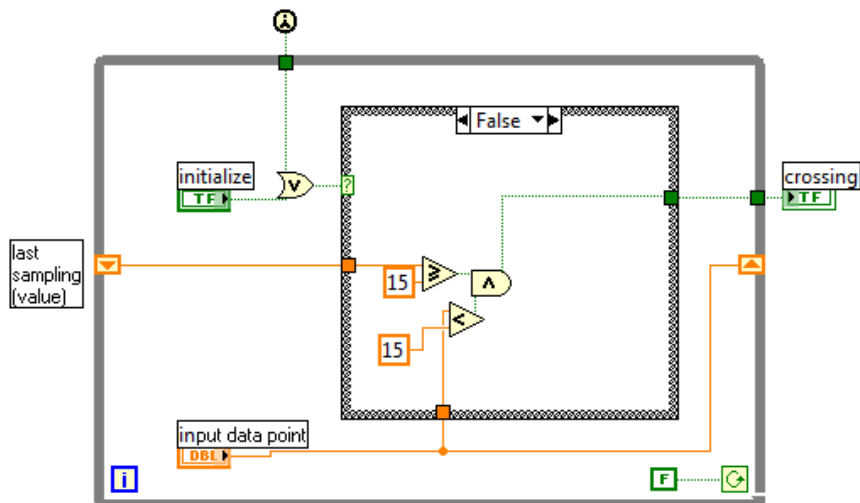 False
initialize
TF
V
?
crossing
TF
last
sampling
(value)
15
≥
∧
<
15
input data point
DBL
i
F